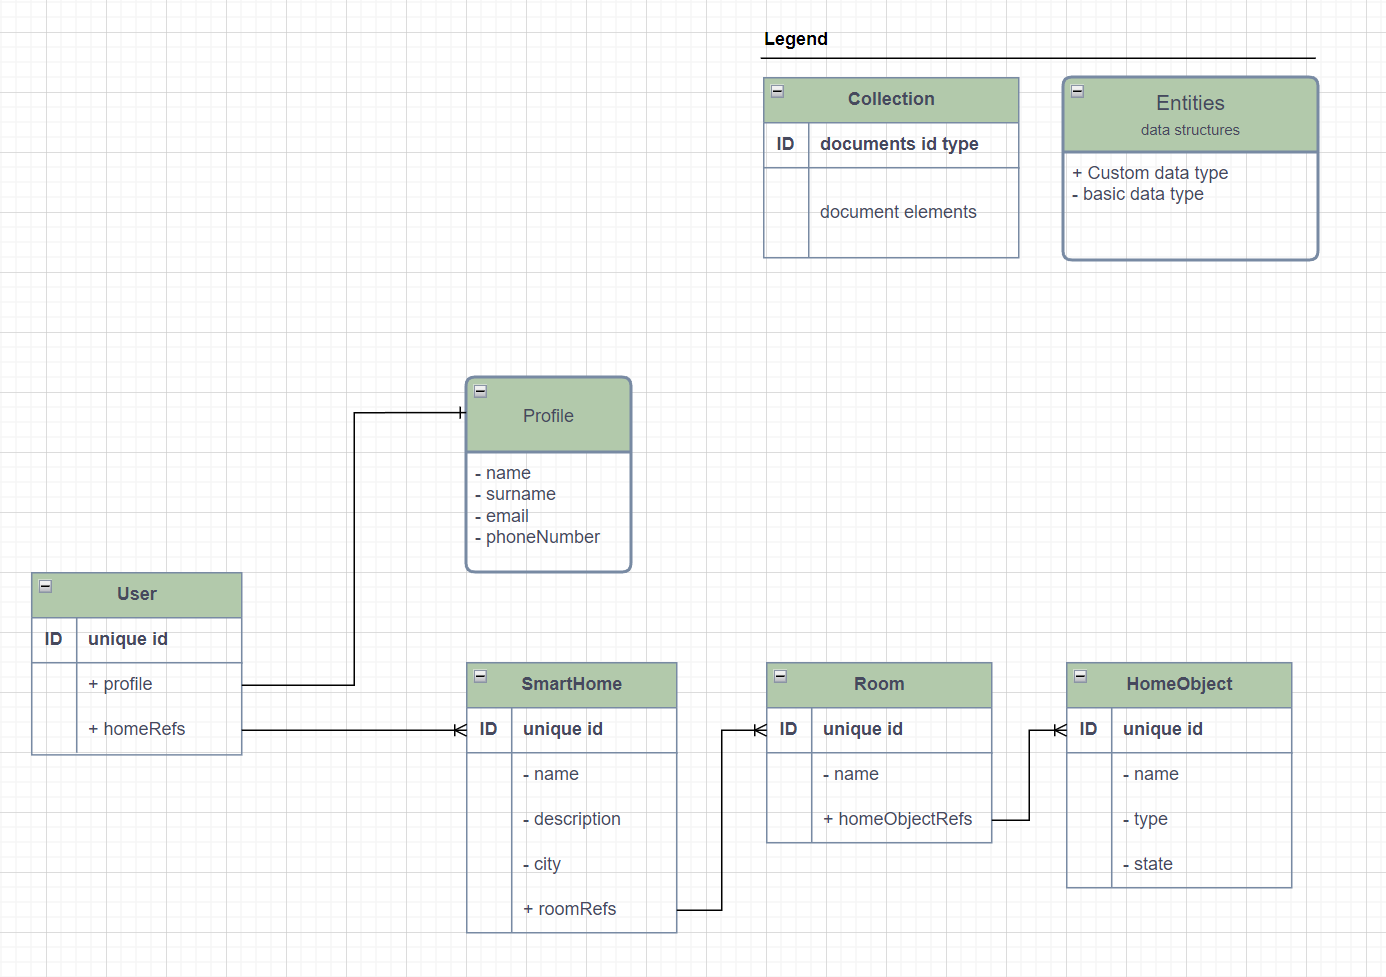 Legend
Collection
ID documents id type
document elements
Entities
data structures
+ Custom data type
- basic data type
Profile
- name
- surname
- email
- phoneNumber
User
ID unique id
+ profile
+ homeRefs
SmartHome
ID unique id
- name
- description
- city
+ roomRefs
Room
ID unique id
- name
+ homeObjectRefs
HomeObject
ID unique id
- name
- type
- state